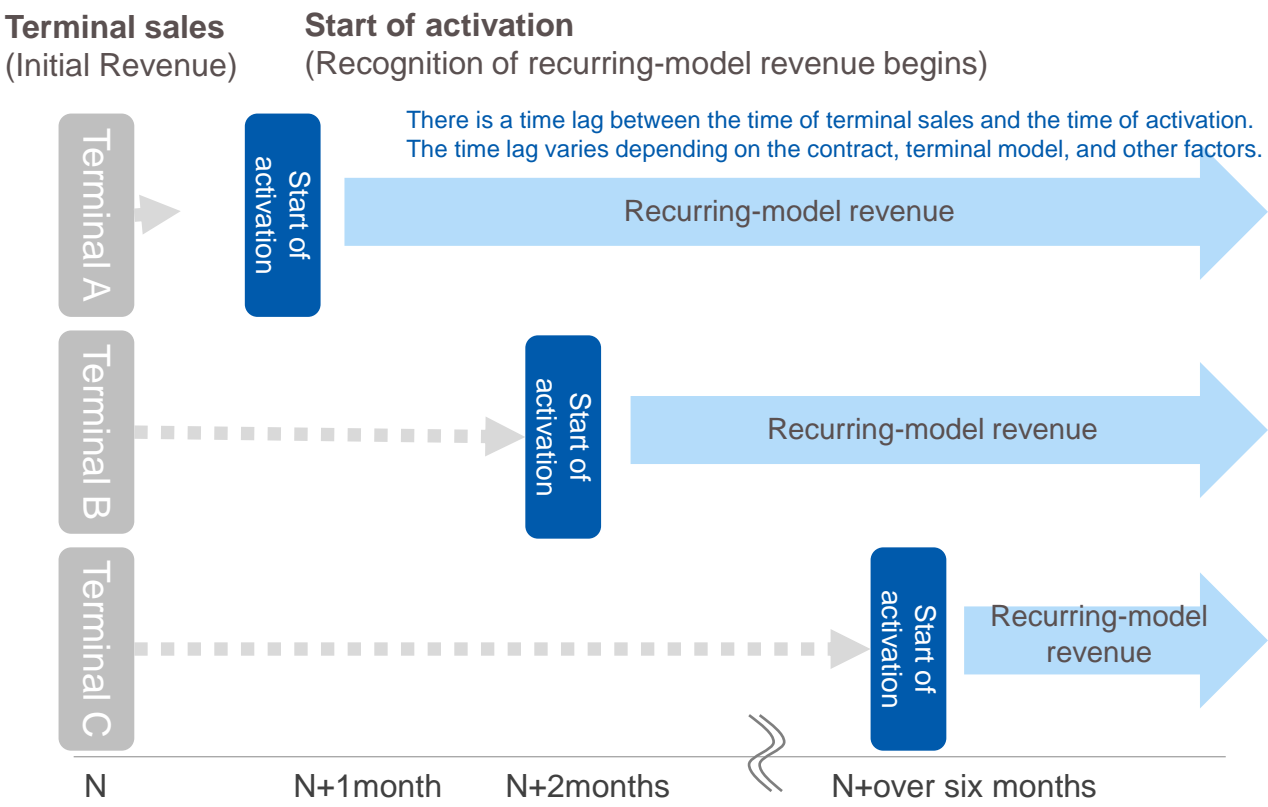 Terminal sales
(Initial Revenue)
Start of activation
(Recognition of recurring-model revenue begins)
There is a time lag between the time of terminal sales and the time of activation.
The time lag varies depending on the contract, terminal model, and other factors.
Terminal A
Start of
activation
Recurring-model revenue
Terminal B
Start of
activation
Recurring-model revenue
Terminal C
Start of
activation
Recurring-model
revenue
N
N+1month
N+2months
N+over six months